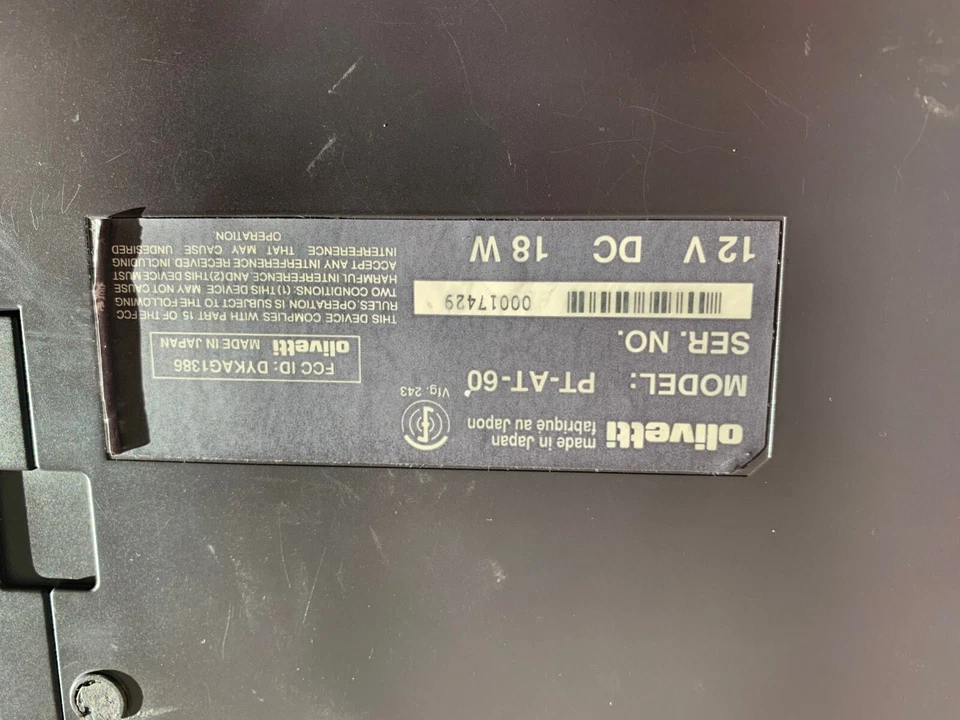 olivetti made in Japan
fabriqué au Japon
Vfg. 243
MODEL: PT-AT-60
SER. NO.
00017429
12 V DC 18 W
FCC ID: DYKAG1386
olivetti MADE IN JAPAN
THIS DEVICE COMPLIES WITH PART 15 OF THE FCC
RULES. OPERATION IS SUBJECT TO THE FOLLOWING
TWO CONDITIONS: (1) THIS DEVICE MAY NOT CAUSE
HARMFUL INTERFERENCE, AND (2) THIS DEVICE MUST
ACCEPT ANY INTERFERENCE RECEIVED, INCLUDING
INTERFERENCE THAT MAY CAUSE UNDESIRED
OPERATION.